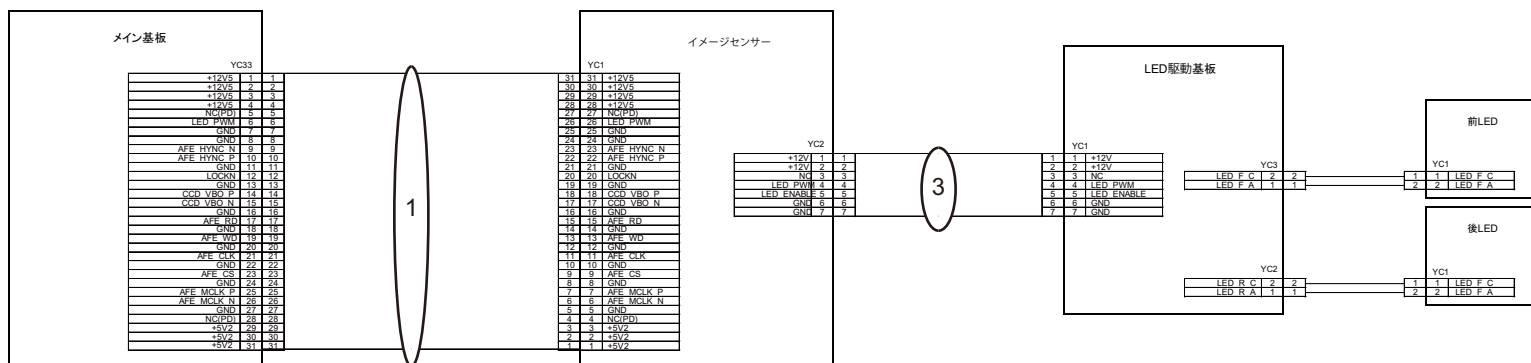 メイン基板
YC33
+12V5 1 1
+12V5 2 2
+12V5 3 3
+12V5 4 4
NC(PD) 5 5
LED PWM 6 6
GND 7 7
GND 8 8
AFE HYNC N 9 9
AFE HYNC P 10 10
GND 11 11
LOCKN 12 12
GND 13 13
CCD VBO P 14 14
CCD VBO N 15 15
GND 16 16
AFE RD 17 17
GND 18 18
AFE WD 19 19
GND 20 20
AFE CLK 21 21
GND 22 22
AFE CS 23 23
GND 24 24
AFE MCLK P 25 25
AFE MCLK N 26 26
GND 27 27
NC(PD) 28 28
+5V2 29 29
+5V2 30 30
+5V2 31 31
1
イメージセンサー
YC1
31 31 +12V5
30 30 +12V5
29 29 +12V5
28 28 +12V5
27 27 NC(PD)
26 26 LED PWM
25 25 GND
24 24 GND
23 23 AFE HYNC N
22 22 AFE HYNC P
21 21 GND
20 20 LOCKN
19 19 GND
18 18 CCD VBO P
17 17 CCD VBO N
16 16 GND
15 15 AFE RD
14 14 GND
13 13 AFE WD
12 12 GND
11 11 AFE CLK
10 10 GND
9 9 AFE CS
8 8 GND
7 7 AFE MCLK P
6 6 AFE MCLK N
5 5 GND
4 4 NC(PD)
3 3 +5V2
2 2 +5V2
1 1 +5V2
YC2
+12V 1 1
+12V 2 2
NC 3 3
LED PWM 4 4
LED ENABLE 5 5
GND 6 6
GND 7 7
3
LED駆動基板
YC1
1 1 +12V
2 2 +12V
3 3 NC
4 4 LED PWM
5 5 LED ENABLE
6 6 GND
7 7 GND
YC3
LED F C 2 2
LED F A 1 1
YC2
LED R C 2 2
LED R A 1 1
前LED
YC1
1 1 LED F C
2 2 LED F A
後LED
YC1
1 1 LED F C
2 2 LED F A